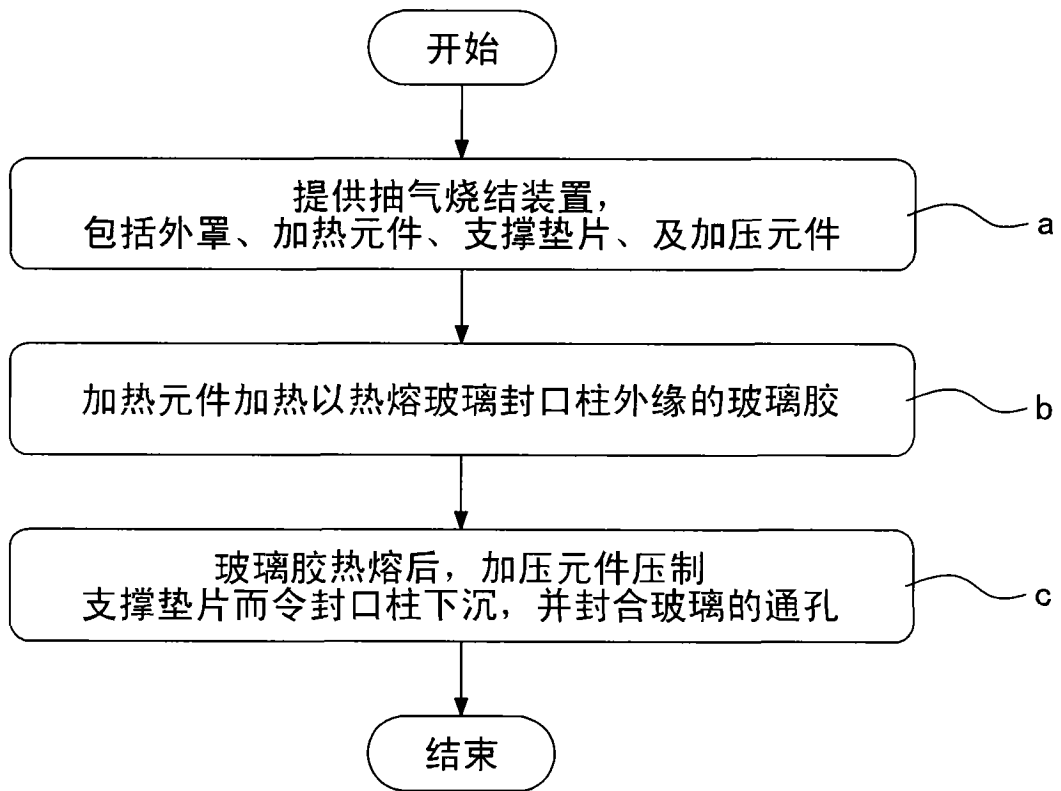 开始
提供抽气烧结装置，
包括外罩、加热元件、支撑垫片、及加压元件
a
加热元件加热以热熔玻璃封口柱外缘的玻璃胶
b
玻璃胶热熔后，加压元件压制
支撑垫片而令封口柱下沉，并封合玻璃的通孔
c
结束